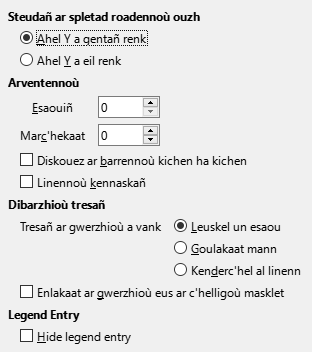 Steudañ ar spletad roadennoù ouzh
Ahel Y a gentañ renk
Ahel Y a eil renk
Arventennoù
Esaouiñ 0
Marc'hekaat 0
Diskouez ar barrennoù kichen ha kichen
Linennoù kennaskañ
Dibarzhioù tresañ
Tresañ ar gwerzhioù a vank Leuskel un esaou
Goulakaat mann
Kenderc'hel al linenn
Enlakaat ar gwerzhioù eus ar c'helligoù masklet
Legend Entry
Hide legend entry